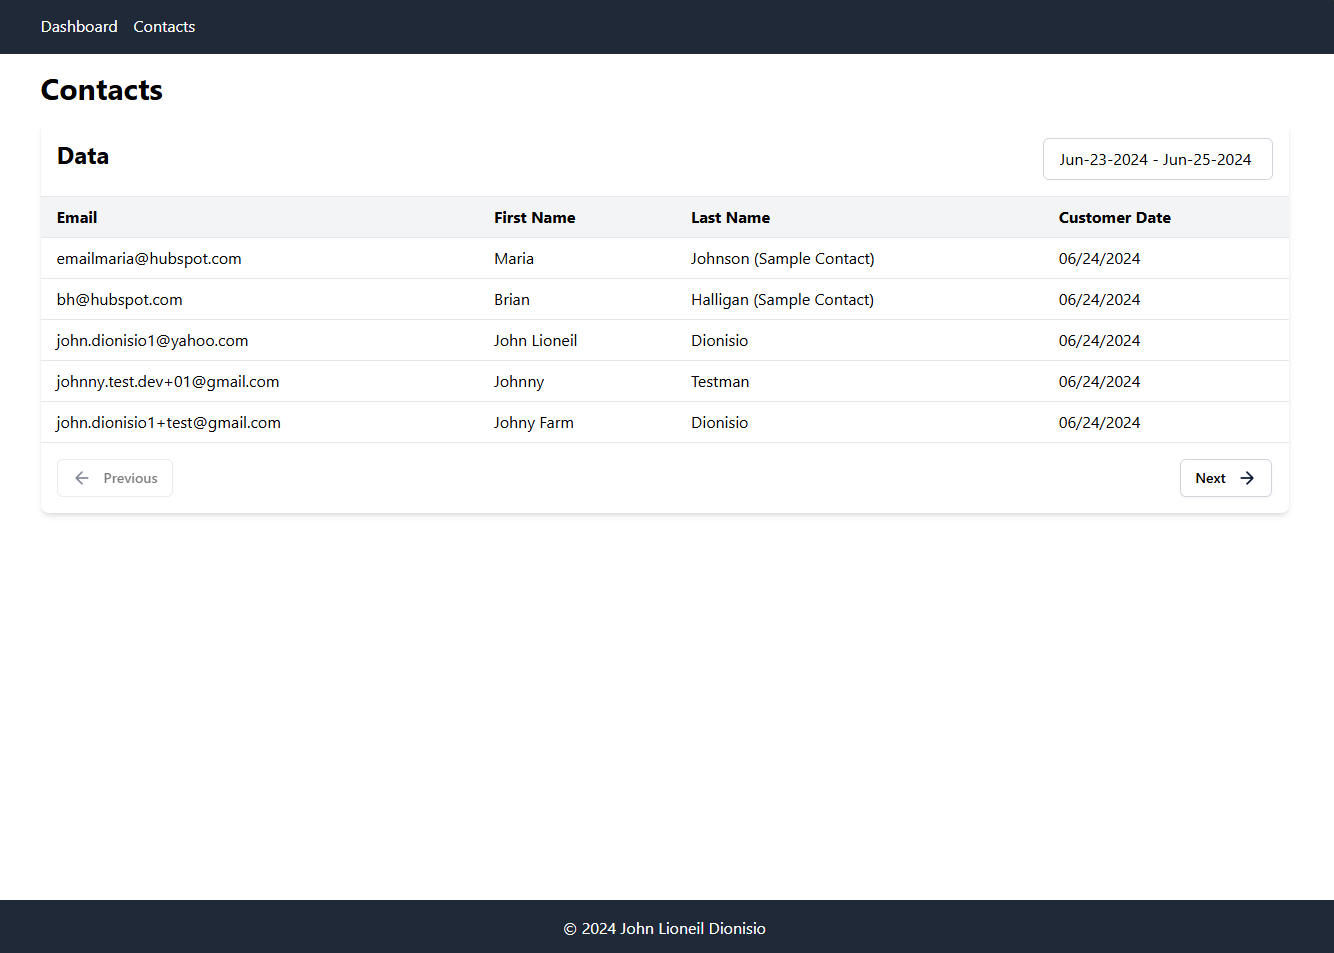 Dashboard Contacts
Contacts
Data
Jun-23-2024 - Jun-25-2024
Email First Name Last Name Customer Date
emailmaria@hubspot.com Maria Johnson (Sample Contact) 06/24/2024
bh@hubspot.com Brian Halligan (Sample Contact) 06/24/2024
john.dionisio1@yahoo.com John Lioneil Dionisio 06/24/2024
johnny.test.dev+01@gmail.com Johnny Testman 06/24/2024
john.dionisio1+test@gmail.com Johny Farm Dionisio 06/24/2024
Previous Next
© 2024 John Lioneil Dionisio